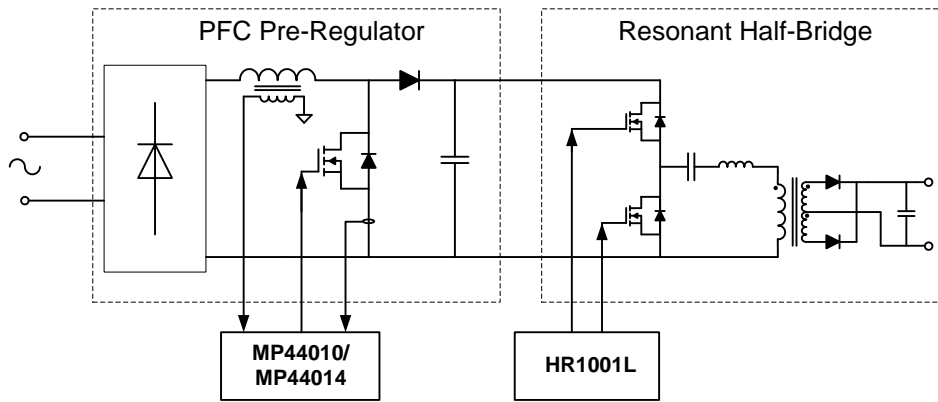 PFC Pre-Regulator
Resonant Half-Bridge
MP44010/
MP44014
HR1001L